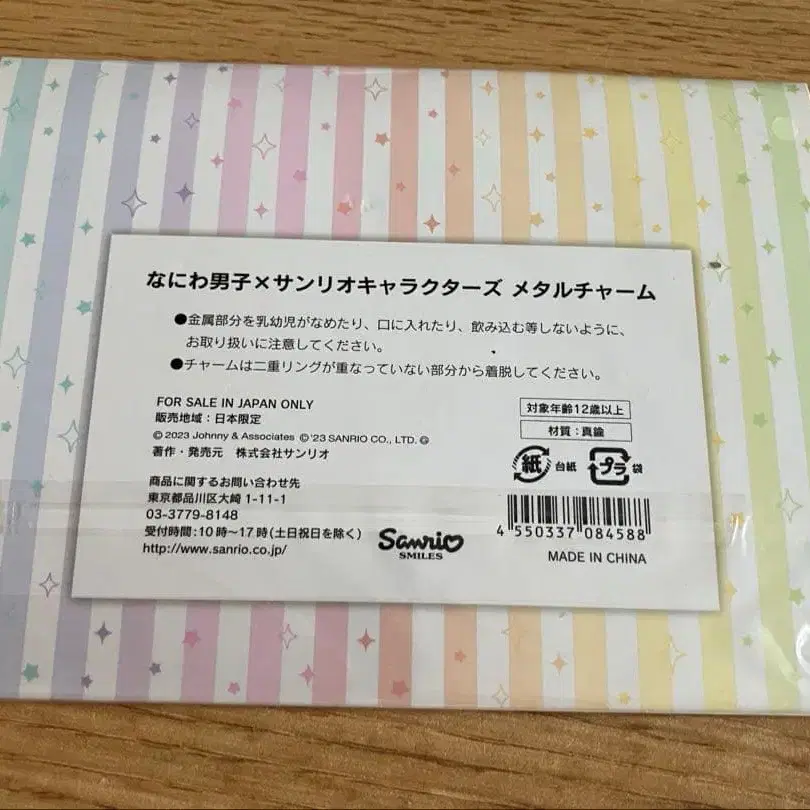 なにわ男子×サンリオキャラクターズ メタルチャーム
●金属部分を乳幼児がなめたり、口に入れたり、飲み込む等しないように、
お取り扱いに注意してください。
●チャームは二重リングが重なっていない部分から着脱してください。
FOR SALE IN JAPAN ONLY
販売地域：日本限定
© 2023 Johnny & Associates © '23 SANRIO CO., LTD. Ⓖ
著作・発売元 株式会社サンリオ
対象年齢12歳以上
材質：真鍮
紙 台紙 プラ 袋
商品に関するお問い合わせ先
東京都品川区大崎 1-11-1
03-3779-8148
受付時間：10時～17時（土日祝日を除く）
http://www.sanrio.co.jp/
Sanrio
SMILES
4 550337 084588
MADE IN CHINA